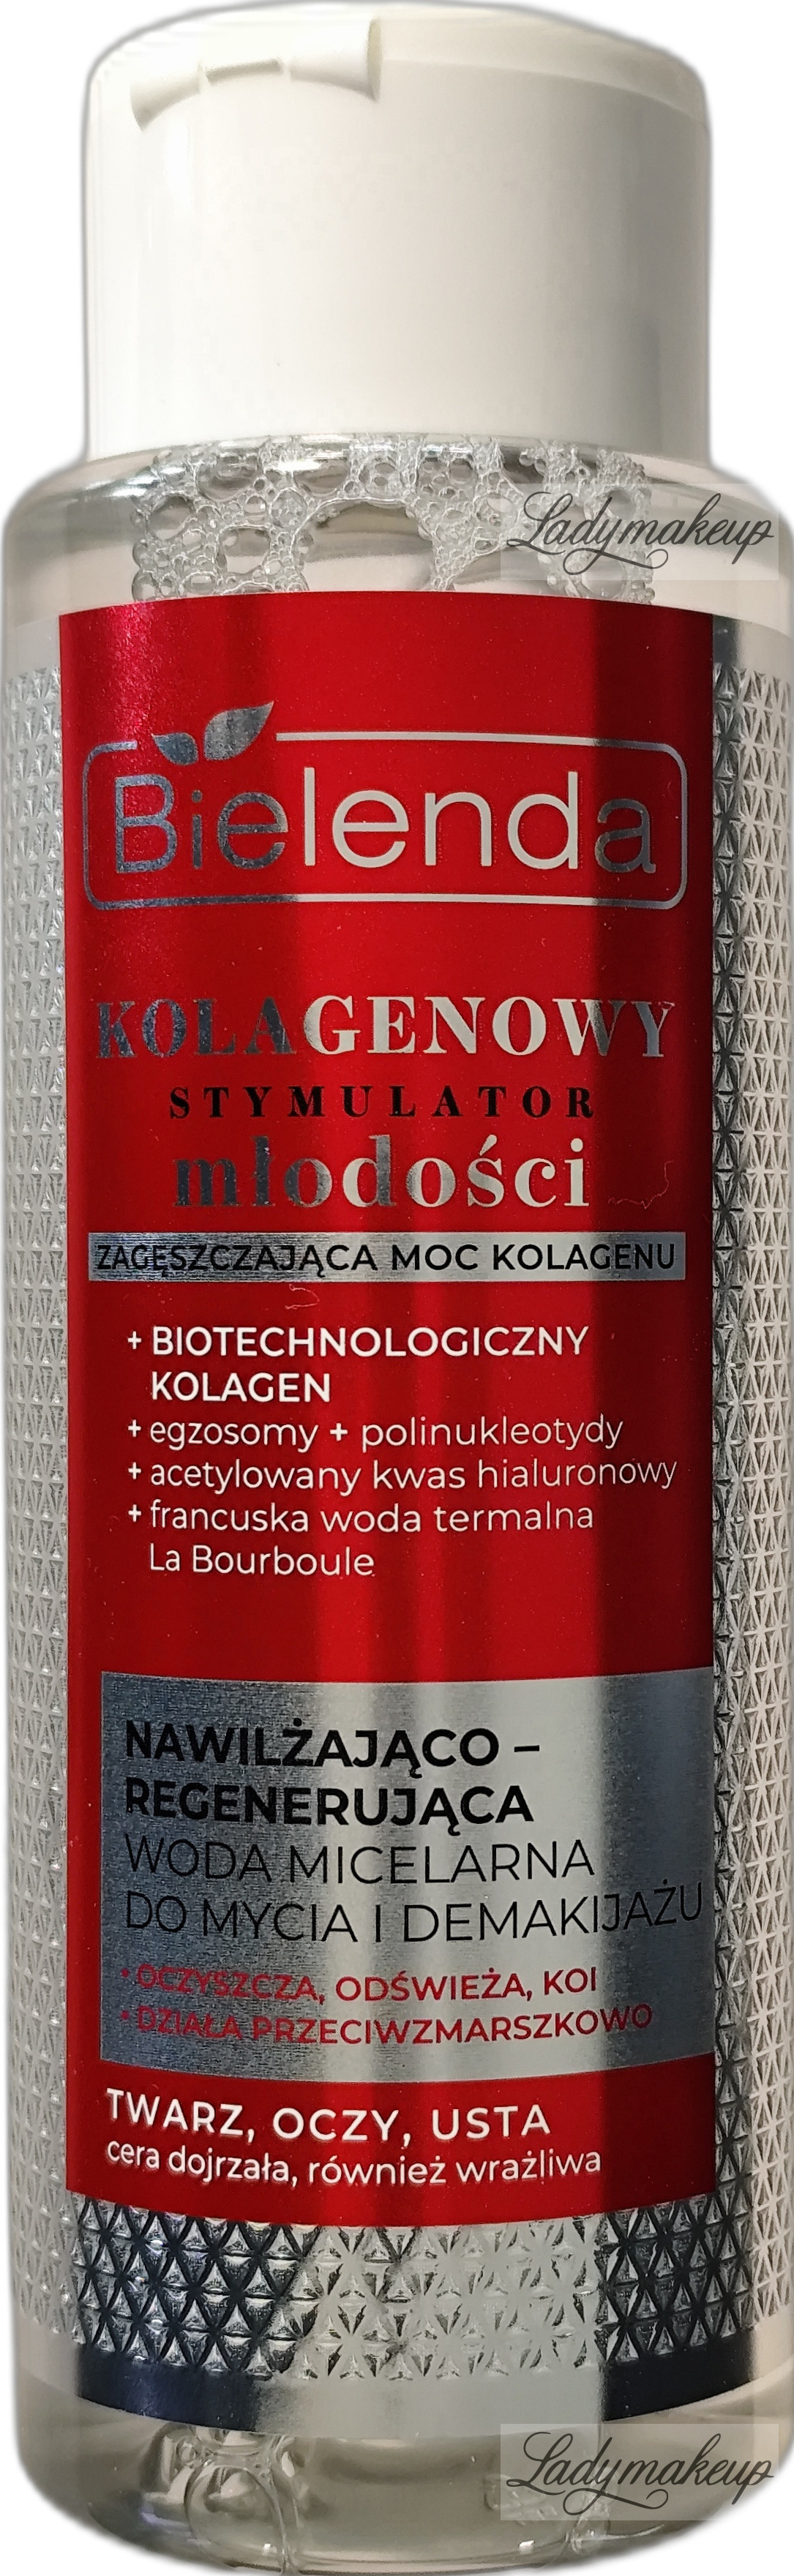 Ladymakeup
Bielenda
KOLAGENOWY
STYMULATOR
młodości
ZAGĘSZCZAJĄCA MOC KOLAGENU
+ BIOTECHNOLOGICZNY
KOLAGEN
+ egzosomy + polinukleotydy
+ acetylowany kwas hialuronowy
+ francuska woda termalna
La Bourboule
NAWILŻAJĄCO –
REGENERUJĄCA
WODA MICELARNA
DO MYCIA I DEMAKIJAŻU
• OCZYSZCZA, ODŚWIEŻA, KOI
• DZIAŁA PRZECIWZMARSZKOWO
TWARZ, OCZY, USTA
cera dojrzała, również wrażliwa
Ladymakeup